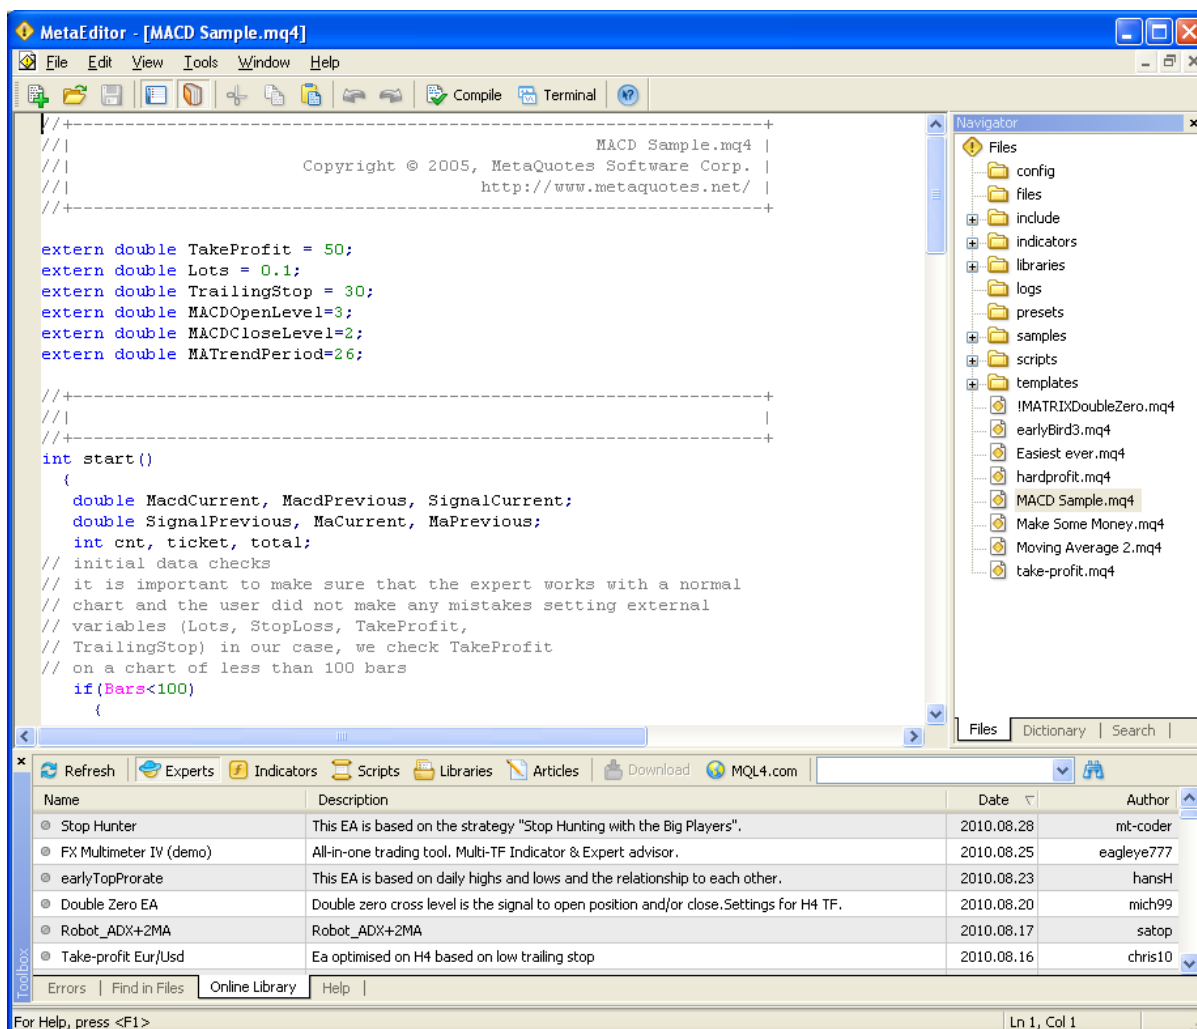 MetaEditor - [MACD Sample.mq4]
File Edit View Tools Window Help
Compile Terminal
//+------------------------------------------------------------------+
//| MACD Sample.mq4 |
//| Copyright © 2005, MetaQuotes Software Corp. |
//| http://www.metaquotes.net/ |
//+------------------------------------------------------------------+
extern double TakeProfit = 50;
extern double Lots = 0.1;
extern double TrailingStop = 30;
extern double MACDOpenLevel=3;
extern double MACDCloseLevel=2;
extern double MATrendPeriod=26;
//+------------------------------------------------------------------+
//| |
//+------------------------------------------------------------------+
int start()
{
double MacdCurrent, MacdPrevious, SignalCurrent;
double SignalPrevious, MaCurrent, MaPrevious;
int cnt, ticket, total;
// initial data checks
// it is important to make sure that the expert works with a normal
// chart and the user did not make any mistakes setting external
// variables (Lots, StopLoss, TakeProfit,
// TrailingStop) in our case, we check TakeProfit
// on a chart of less than 100 bars
if(Bars<100)
{
Navigator
Files
config
files
include
indicators
libraries
logs
presets
samples
scripts
templates
!MATRIXDoubleZero.mq4
earlyBird3.mq4
Easiest ever.mq4
hardprofit.mq4
MACD Sample.mq4
Make Some Money.mq4
Moving Average 2.mq4
take-profit.mq4
Files Dictionary | Search |
Refresh Experts Indicators Scripts Libraries Articles Download MQL4.com
Name Description Date Author
Stop Hunter This EA is based on the strategy "Stop Hunting with the Big Players". 2010.08.28 mt-coder
FX Multimeter IV (demo) All-in-one trading tool. Multi-TF Indicator & Expert advisor. 2010.08.25 eagleye777
earlyTopProrate This EA is based on daily highs and lows and the relationship to each other. 2010.08.23 hansH
Double Zero EA Double zero cross level is the signal to open position and/or close.Settings for H4 TF. 2010.08.20 mich99
Robot_ADX+2MA Robot_ADX+2MA 2010.08.17 satop
Take-profit Eur/Usd Ea optimised on H4 based on low trailing stop 2010.08.16 chris10
Toolbox
Errors | Find in Files Online Library Help |
For Help, press <F1> Ln 1, Col 1